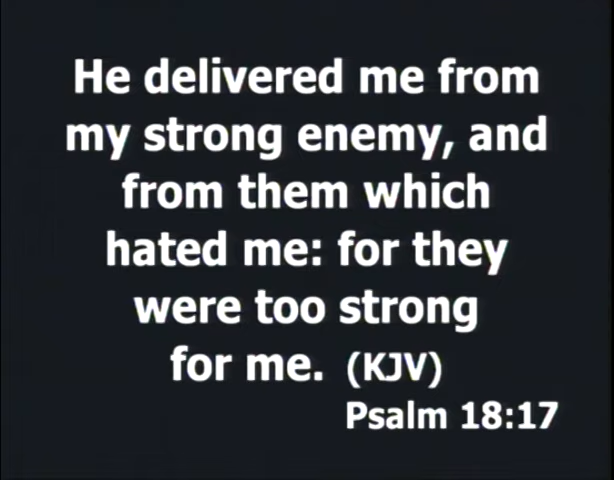 He delivered me from
my strong enemy, and
from them which
hated me: for they
were too strong
for me. (KJV)
Psalm 18:17